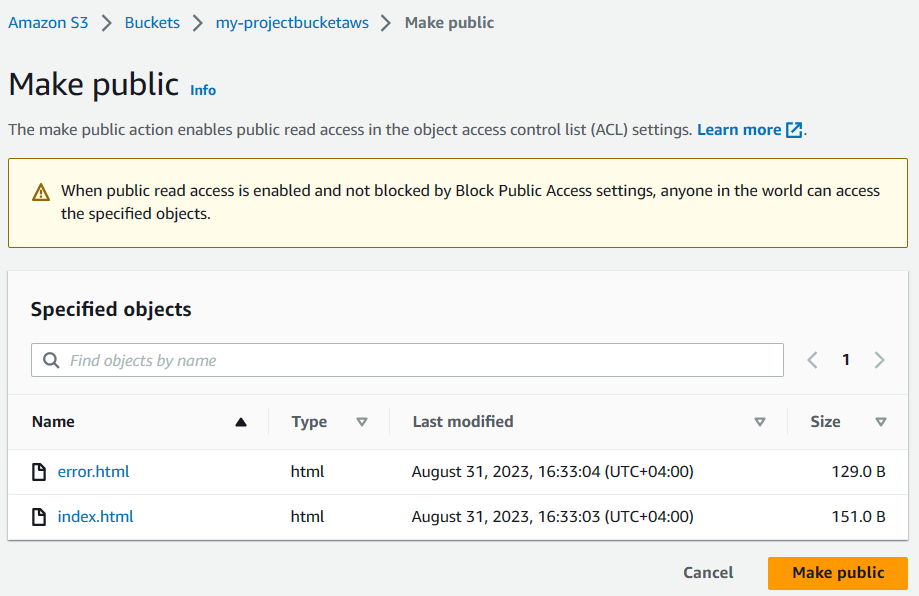 Amazon S3 > Buckets > my-projectbucketaws > Make public
Make public Info
The make public action enables public read access in the object access control list (ACL) settings. Learn more.
When public read access is enabled and not blocked by Block Public Access settings, anyone in the world can access
the specified objects.
Specified objects
Find objects by name < 1 >
Name Type Last modified Size
error.html html August 31, 2023, 16:33:04 (UTC+04:00) 129.0 B
index.html html August 31, 2023, 16:33:03 (UTC+04:00) 151.0 B
Cancel Make public